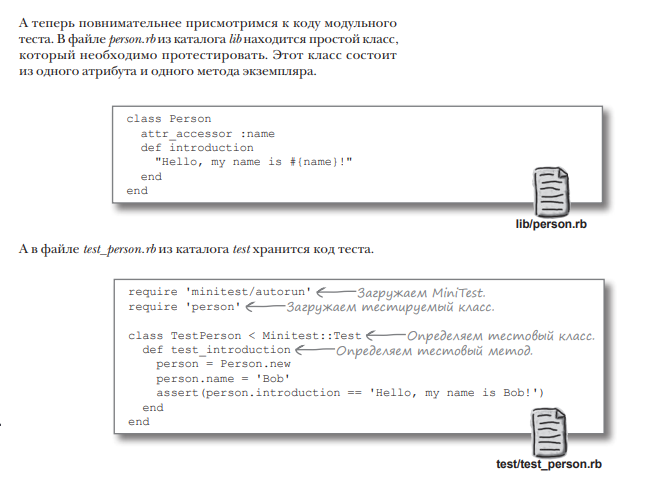 А теперь повнимательнее присмотримся к коду модульного
теста. В файле person.rb из каталога lib находится простой класс,
который необходимо протестировать. Этот класс состоит
из одного атрибута и одного метода экземпляра.
class Person
  attr_accessor :name
  def introduction
    "Hello, my name is #{name}!"
  end
end
lib/person.rb
А в файле test_person.rb из каталога test хранится код теста.
require 'minitest/autorun' Загружаем MiniTest.
require 'person' Загружаем тестируемый класс.
class TestPerson < Minitest::Test Определяем тестовый класс.
  def test_introduction Определяем тестовый метод.
    person = Person.new
    person.name = 'Bob'
    assert(person.introduction == 'Hello, my name is Bob!')
  end
end
test/test_person.rb